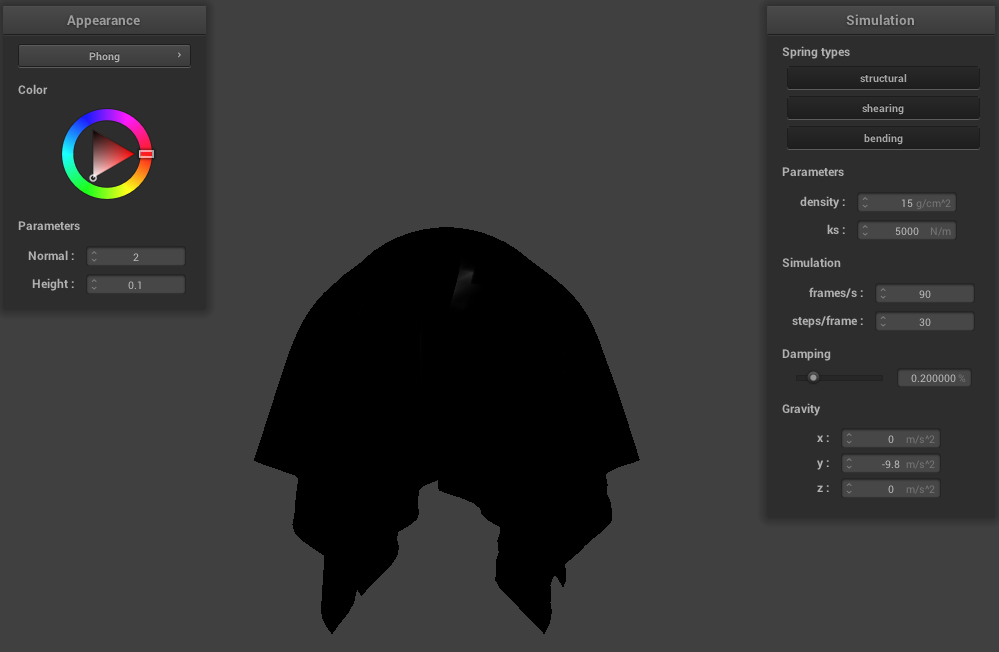 Appearance
Phong
Color
Parameters
Normal : 2
Height : 0.1
Simulation
Spring types
structural
shearing
bending
Parameters
density : 15 g/cm^2
ks : 5000 N/m
Simulation
frames/s : 90
steps/frame : 30
Damping
0.200000 %
Gravity
x : 0 m/s^2
y : -9.8 m/s^2
z : 0 m/s^2